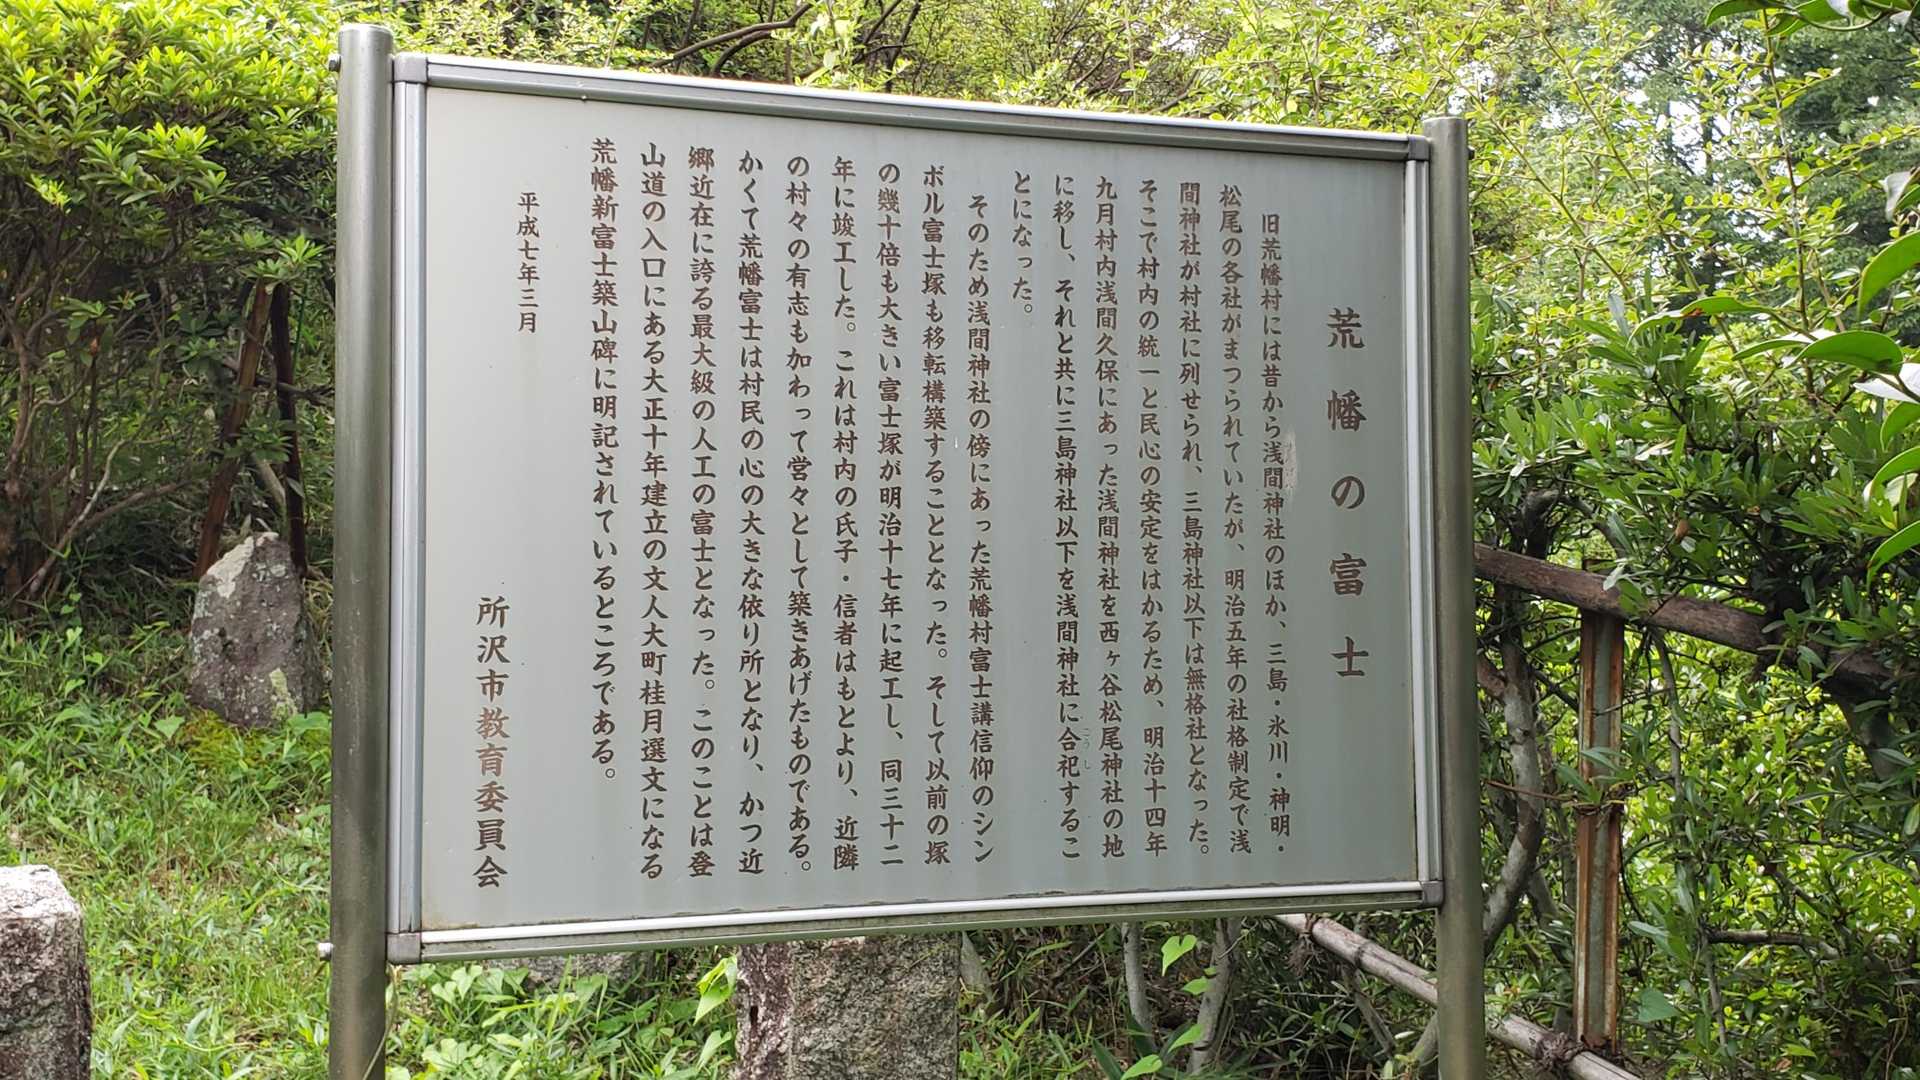 荒幡の富士
旧荒幡村には昔から浅間神社のほか、三島・氷川・神明・
松尾の各社がまつられていたが、明治五年の社格制定で浅
間神社が村社に列せられ、三島神社以下は無格社となった。
そこで村内の統一と民心の安定をはかるため、明治十四年
九月村内浅間久保にあった浅間神社を西ヶ谷松尾神社の地
に移し、それと共に三島神社以下を浅間神社に合祀するこ
こうし
とになった。
そのため浅間神社の傍にあった荒幡村富士講信仰のシン
ボル富士塚も移転構築することとなった。そして以前の塚
の幾十倍も大きい富士塚が明治十七年に起工し、同三十二
年に竣工した。これは村内の氏子・信者はもとより、近隣
の村々の有志も加わって営々として築きあげたものである。
かくて荒幡富士は村民の心の大きな依り所となり、かつ近
郷近在に誇る最大級の人工の富士となった。このことは登
山道の入口にある大正十年建立の文人大町桂月選文になる
荒幡新富士築山碑に明記されているところである。
平成七年三月
所沢市教育委員会